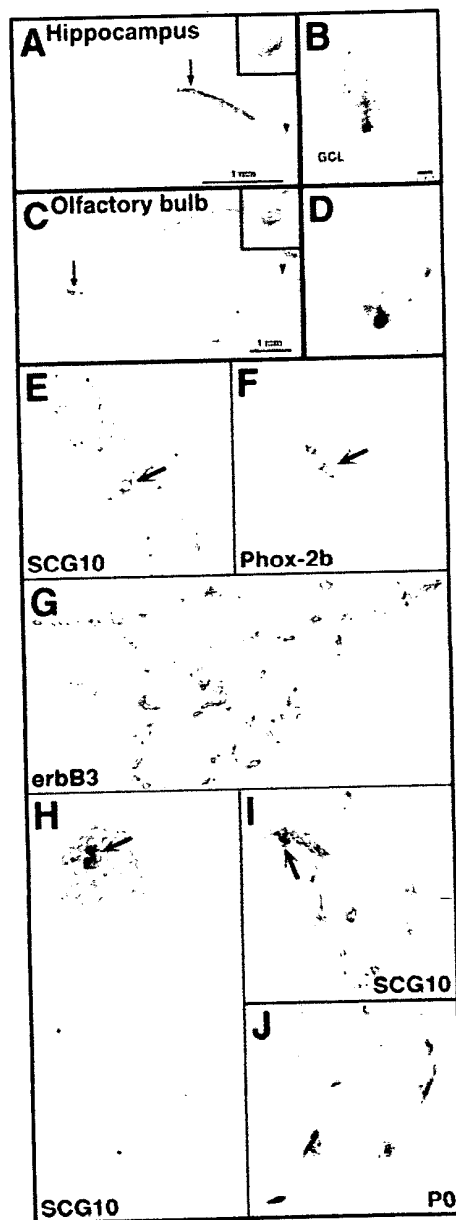 A Hippocampus
1 mm
B
GCL
C Olfactory bulb
1 mm
D
E
SCG10
F
Phox-2b
G
erbB3
H
SCG10
I
SCG10
J
P0